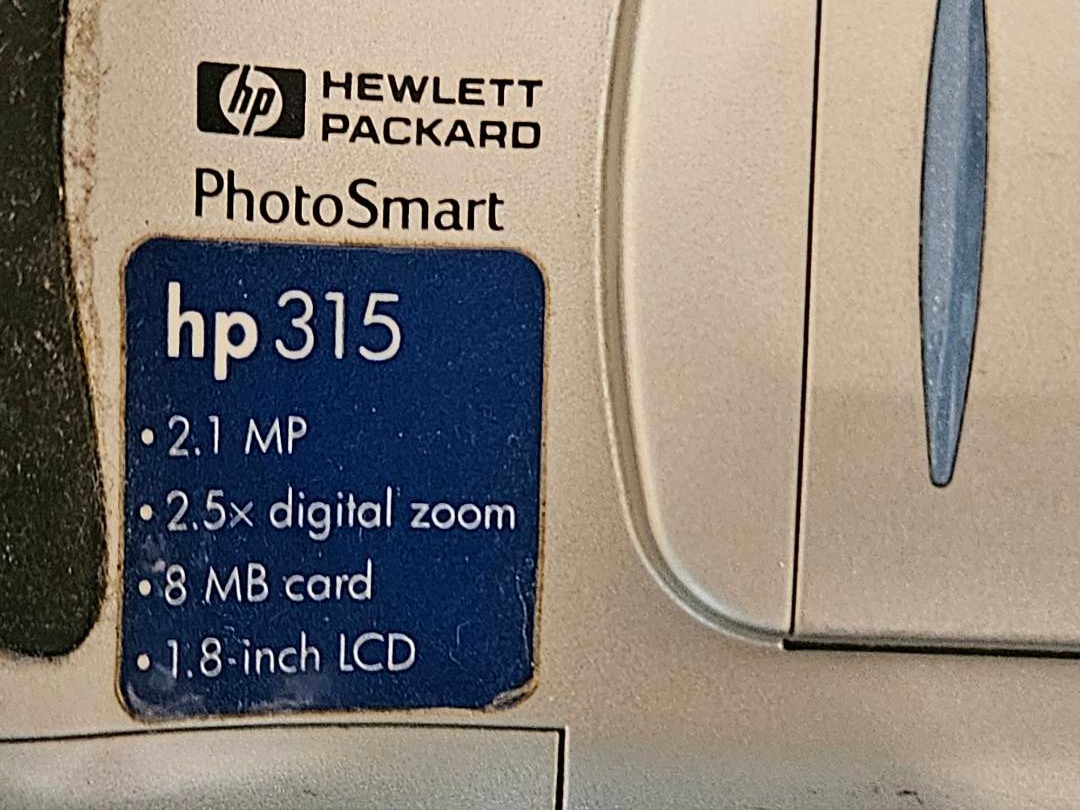 hp HEWLETT
PACKARD
PhotoSmart
hp 315
• 2.1 MP
• 2.5x digital zoom
• 8 MB card
• 1.8-inch LCD